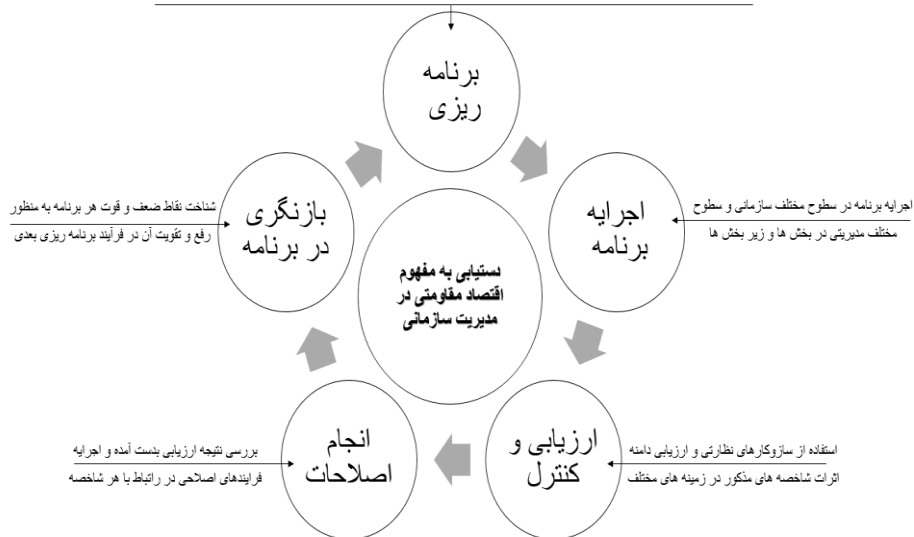 برنامه
ریزی
اجرایه
برنامه
اجرایه برنامه در سطوح مختلف سازمانی و سطوح
مختلف مدیریتی در بخش ها و زیر بخش ها
ارزیابی و
کنترل
استفاده از سازوکارهای نظارتی و ارزیابی دامنه
اثرات شاخصه های مذکور در زمینه های مختلف
انجام
اصلاحات
بررسی نتیجه ارزیابی بدست آمده و اجرایه
فرایندهای اصلاحی در راتباط با هر شاخصه
بازنگری
در برنامه
شناخت نقاط ضعف و قوت هر برنامه به منظور
رفع و تقویت آن در فرآیند برنامه ریزی بعدی
دستیابی به مفهوم
اقتصاد مقاومتی در
مدیریت سازمانی